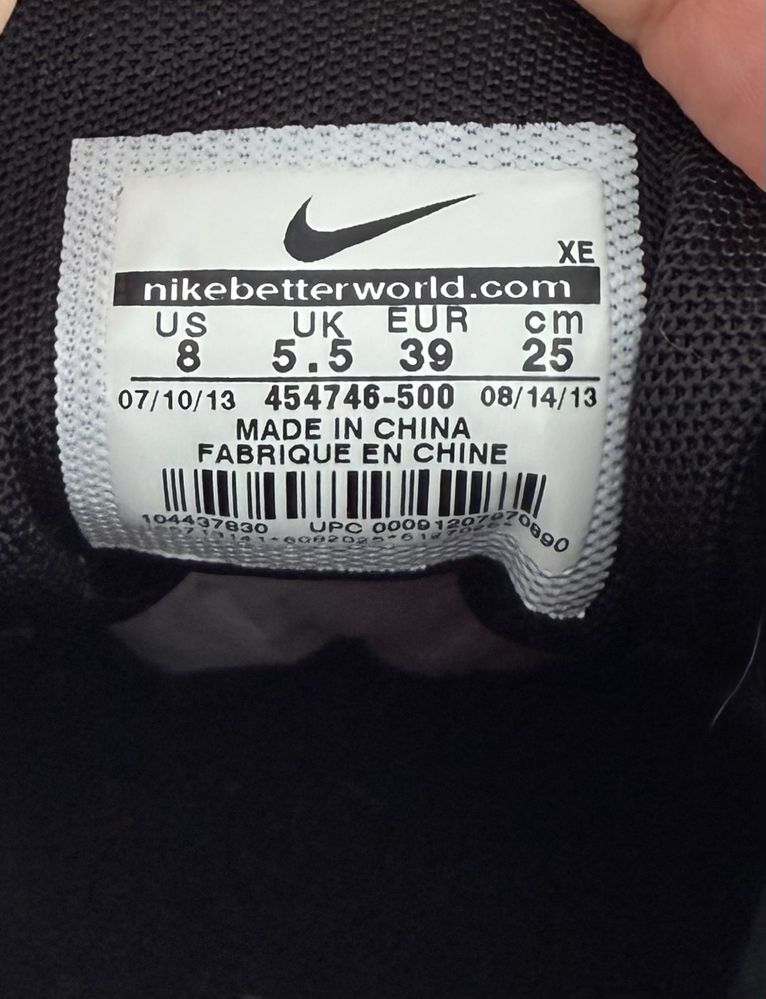 XE
nikebetterworld.com
US UK EUR cm
8 5.5 39 25
07/10/13 454746-500 08/14/13
MADE IN CHINA
FABRIQUE EN CHINE
104437830 UPC 00091207970890